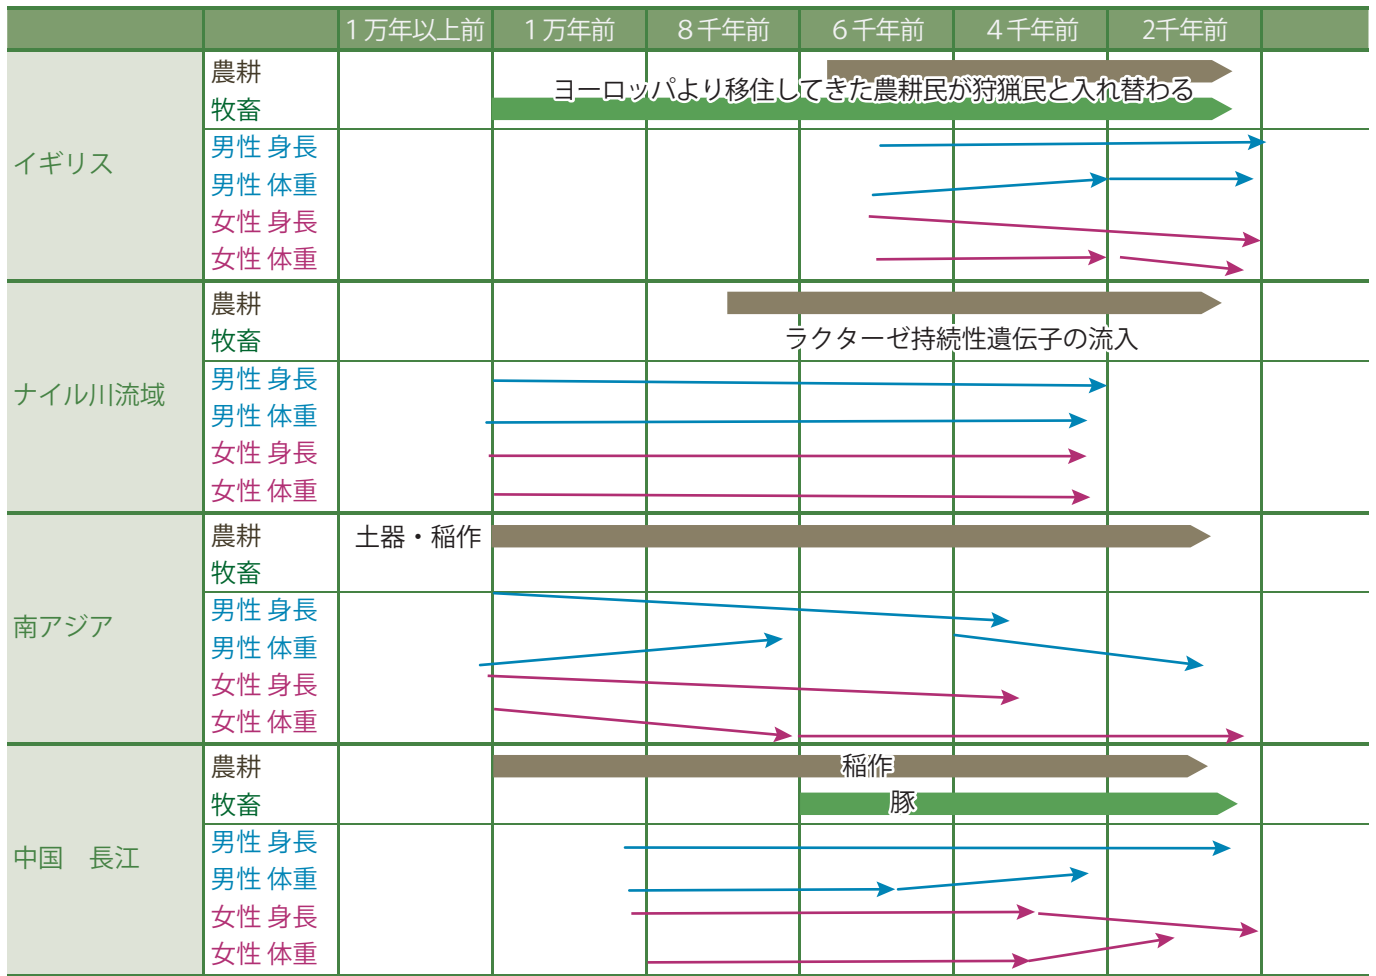 １万年以上前 １万年前 ８千年前 ６千年前 ４千年前 2千年前
イギリス
農耕
牧畜
ヨーロッパより移住してきた農耕民が狩猟民と入れ替わる
男性 身長
男性 体重
女性 身長
女性 体重
ナイル川流域
農耕
牧畜
ラクターゼ持続性遺伝子の流入
男性 身長
男性 体重
女性 身長
女性 体重
南アジア
農耕 土器・稲作
牧畜
男性 身長
男性 体重
女性 身長
女性 体重
中国　長江
農耕 稲作
牧畜 豚
男性 身長
男性 体重
女性 身長
女性 体重